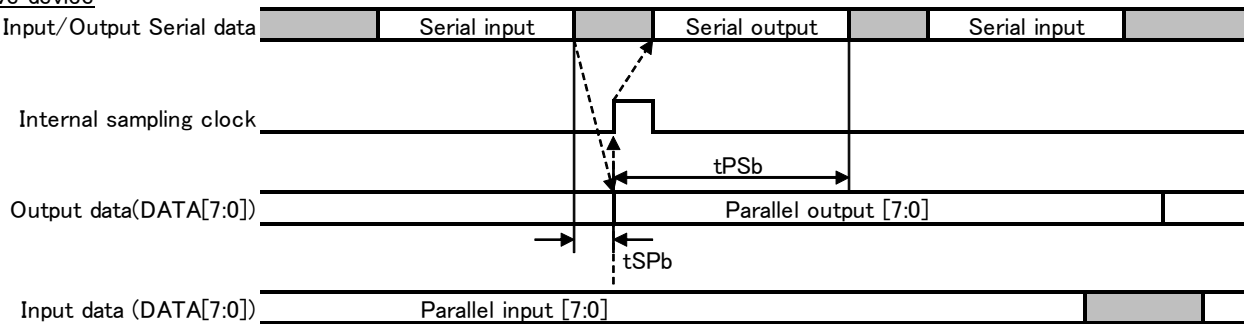 device
Input/Output Serial data Serial input Serial output Serial input
Internal sampling clock
tPSb
Output data(DATA[7:0]) Parallel output [7:0]
tSPb
Input data (DATA[7:0]) Parallel input [7:0]